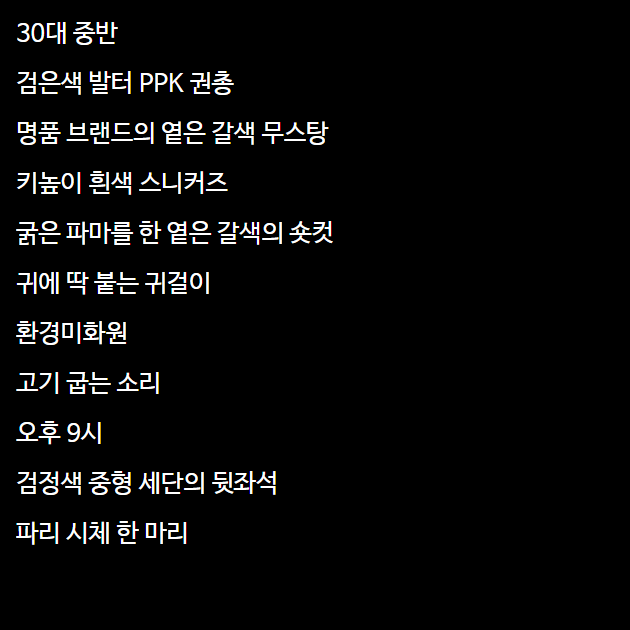 30대 중반
검은색 발터 PPK 권총
명품 브랜드의 옅은 갈색 무스탕
키높이 흰색 스니커즈
굵은 파마를 한 옅은 갈색의 숏컷
귀에 딱 붙는 귀걸이
환경미화원
고기 굽는 소리
오후 9시
검정색 중형 세단의 뒷좌석
파리 시체 한 마리